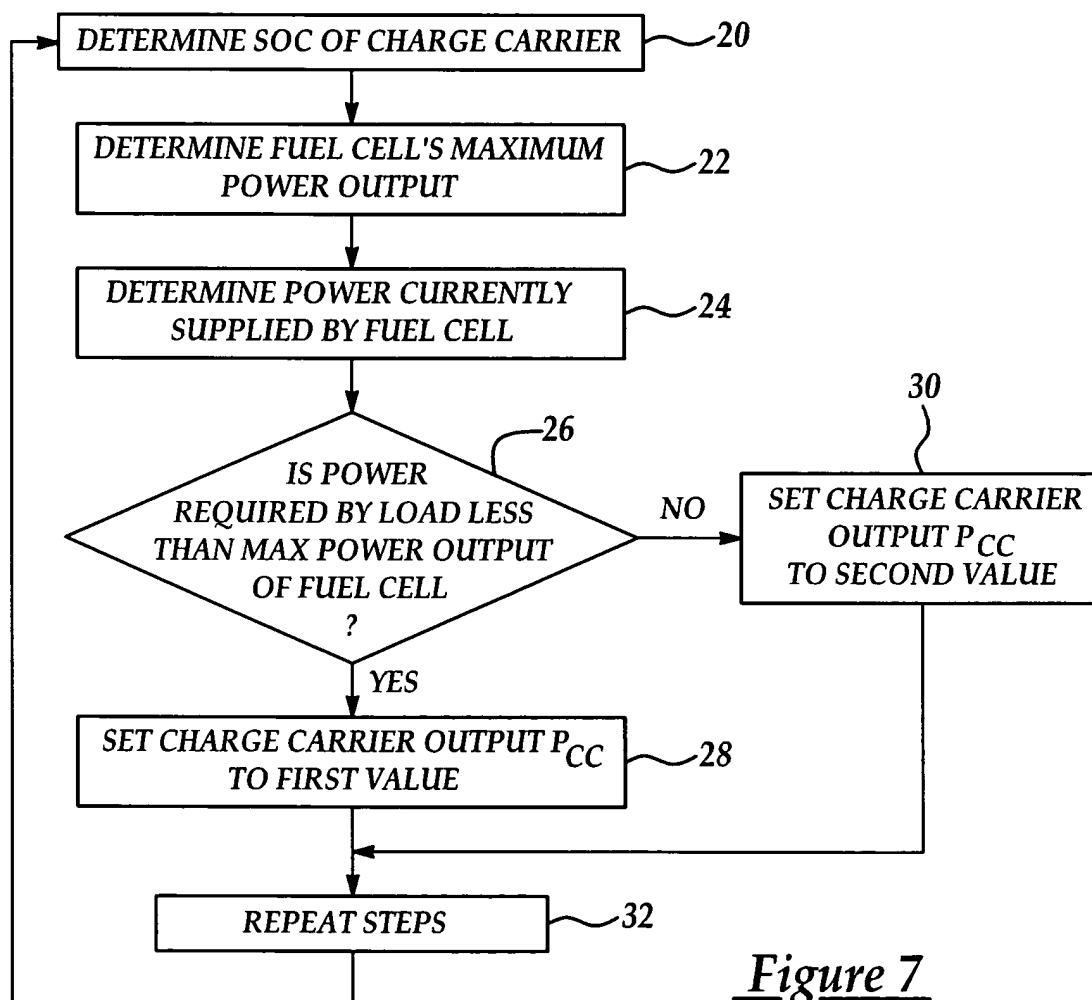 DETERMINE SOC OF CHARGE CARRIER
20
DETERMINE FUEL CELL'S MAXIMUM
POWER OUTPUT
22
DETERMINE POWER CURRENTLY
SUPPLIED BY FUEL CELL
24
26
IS POWER
REQUIRED BY LOAD LESS
THAN MAX POWER OUTPUT
OF FUEL CELL
?
NO
30
SET CHARGE CARRIER
OUTPUT PCC
TO SECOND VALUE
YES
SET CHARGE CARRIER OUTPUT PCC
TO FIRST VALUE
28
REPEAT STEPS
32
Figure 7